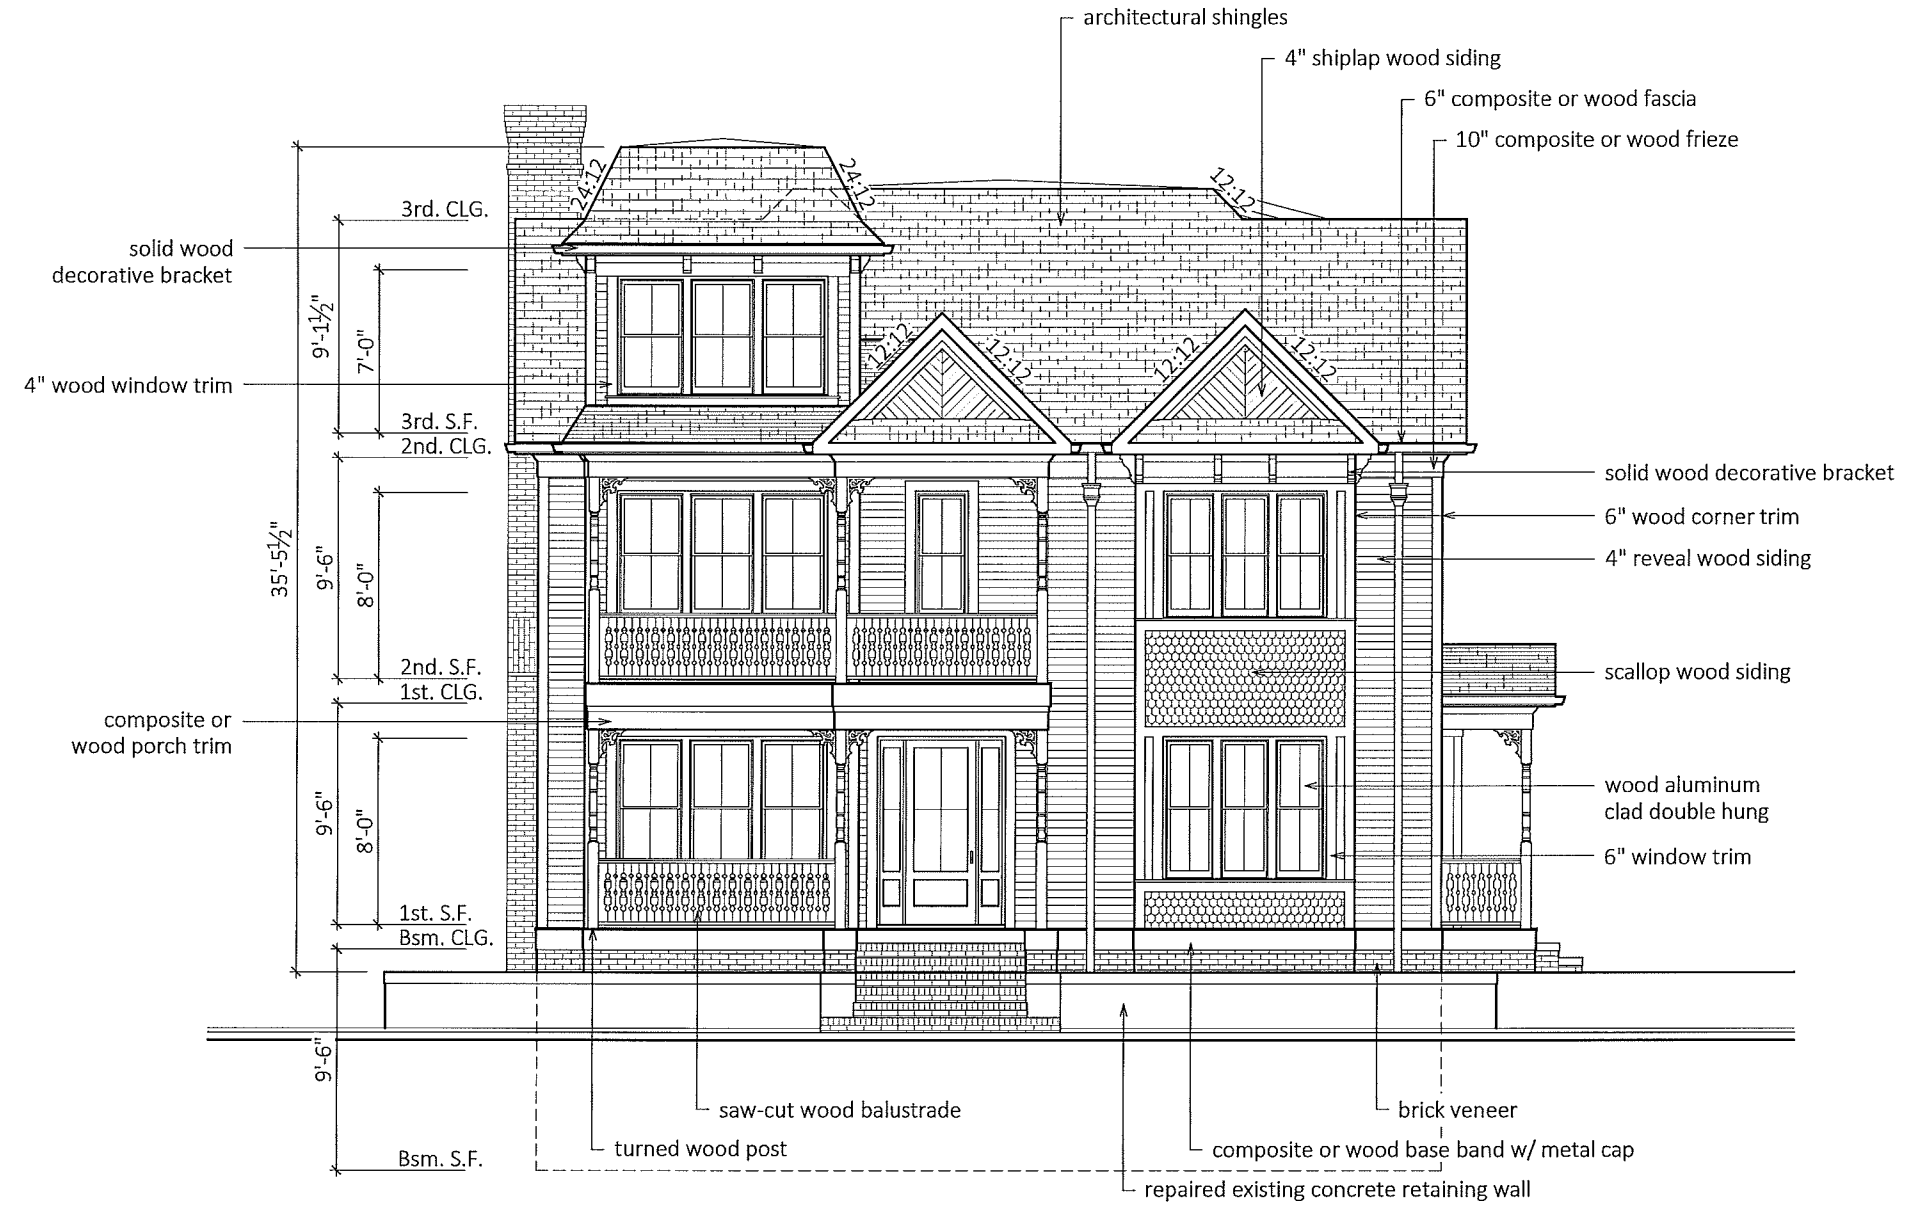 architectural shingles
4" shiplap wood siding
6" composite or wood fascia
10" composite or wood frieze
24:12
24:12
12:12
3rd. CLG.
solid wood
decorative bracket
9'-1½"
7'-0"
12:12
12:12
12:12
12:12
4" wood window trim
3rd. S.F.
2nd. CLG.
solid wood decorative bracket
6" wood corner trim
35'-5½"
9'-6"
8'-0"
4" reveal wood siding
2nd. S.F.
1st. CLG.
scallop wood siding
composite or
wood porch trim
wood aluminum
clad double hung
9'-6"
8'-0"
6" window trim
1st. S.F.
Bsm. CLG.
9'-6"
saw-cut wood balustrade
brick veneer
turned wood post
composite or wood base band w/ metal cap
Bsm. S.F.
repaired existing concrete retaining wall